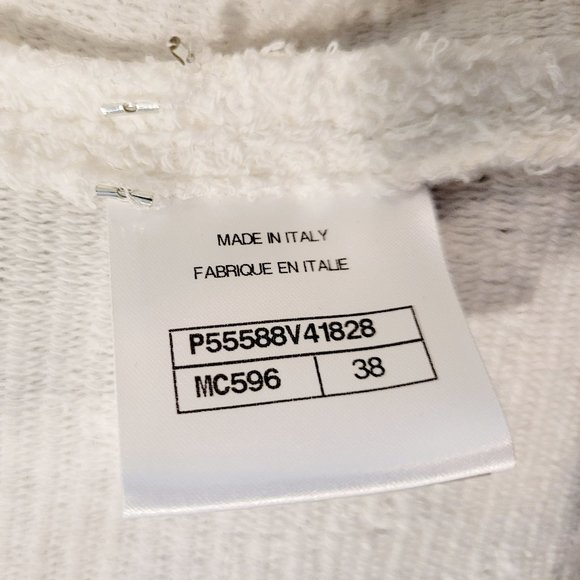 MADE IN ITALY
FABRIQUE EN ITALIE
P55588V41828
MC596 38